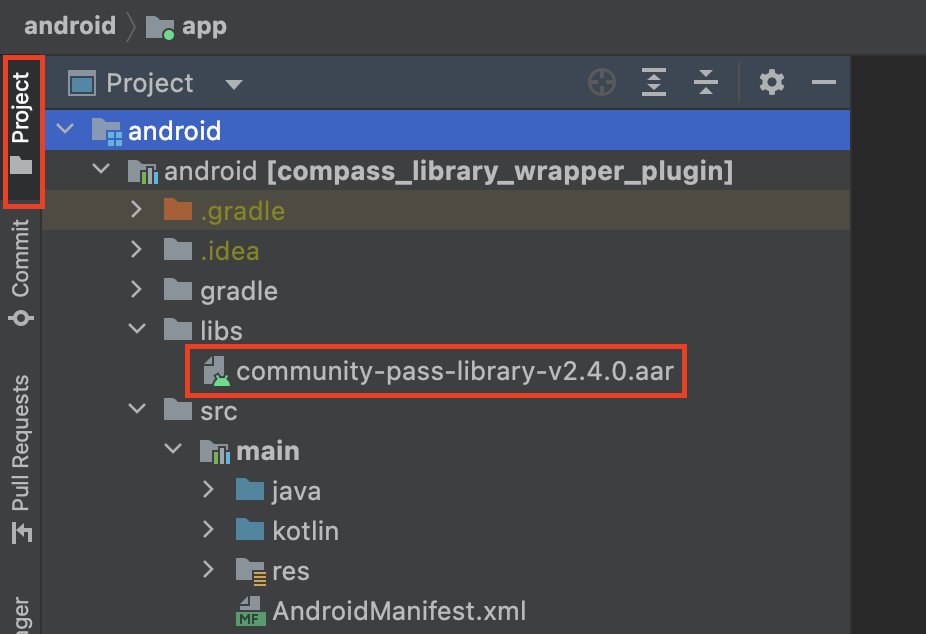 android app
Project
Project
android
android [compass_library_wrapper_plugin]
.gradle
.idea
Commit
gradle
libs
community-pass-library-v2.4.0.aar
Pull Requests
src
main
java
kotlin
res
MF AndroidManifest.xml